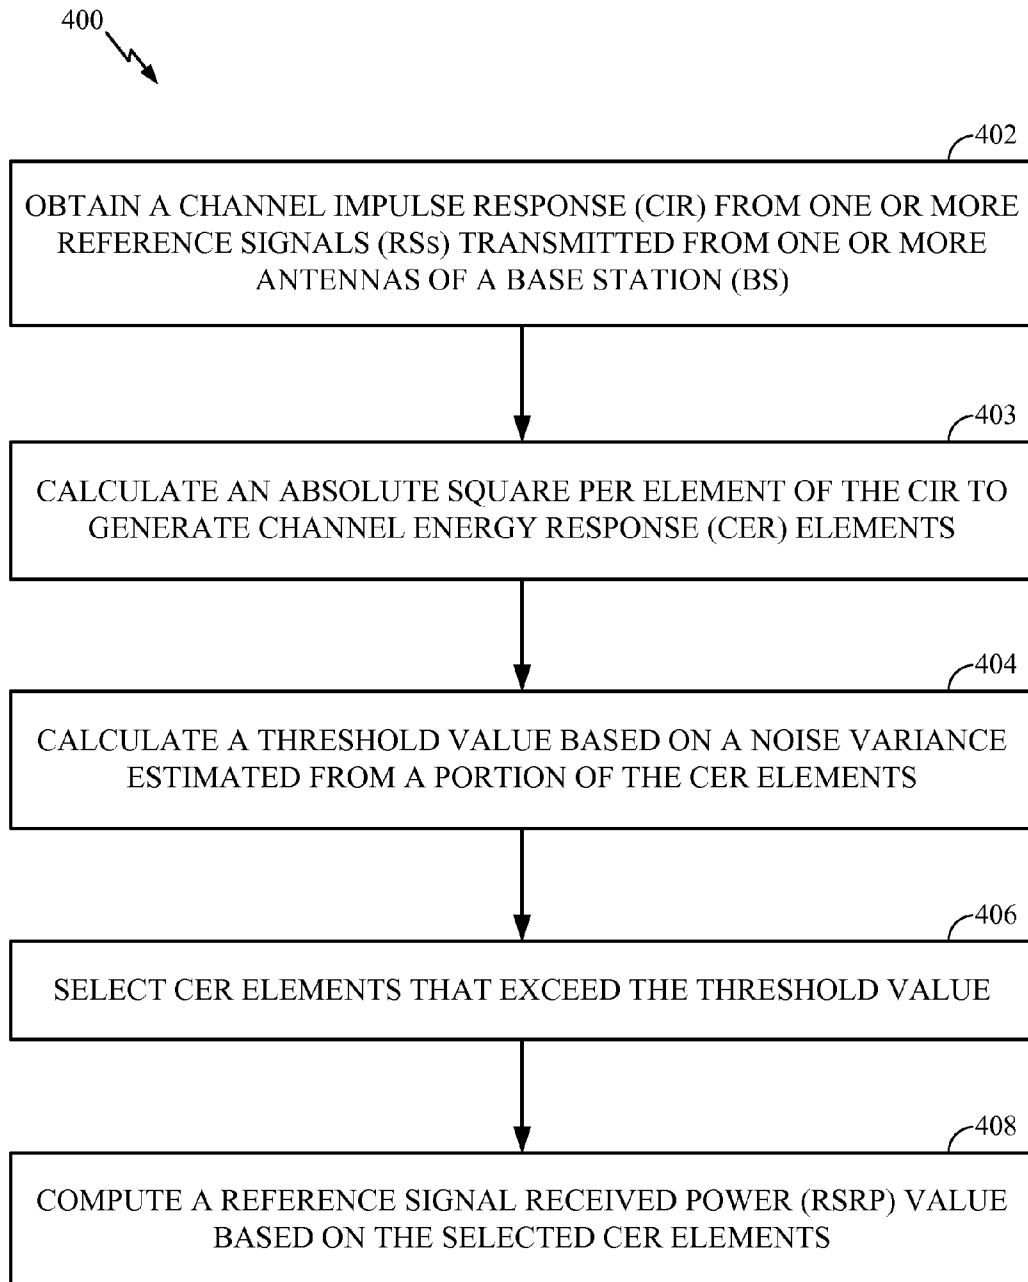 400
402
OBTAIN A CHANNEL IMPULSE RESPONSE (CIR) FROM ONE OR MORE
REFERENCE SIGNALS (RSs) TRANSMITTED FROM ONE OR MORE
ANTENNAS OF A BASE STATION (BS)
403
CALCULATE AN ABSOLUTE SQUARE PER ELEMENT OF THE CIR TO
GENERATE CHANNEL ENERGY RESPONSE (CER) ELEMENTS
404
CALCULATE A THRESHOLD VALUE BASED ON A NOISE VARIANCE
ESTIMATED FROM A PORTION OF THE CER ELEMENTS
406
SELECT CER ELEMENTS THAT EXCEED THE THRESHOLD VALUE
408
COMPUTE A REFERENCE SIGNAL RECEIVED POWER (RSRP) VALUE
BASED ON THE SELECTED CER ELEMENTS